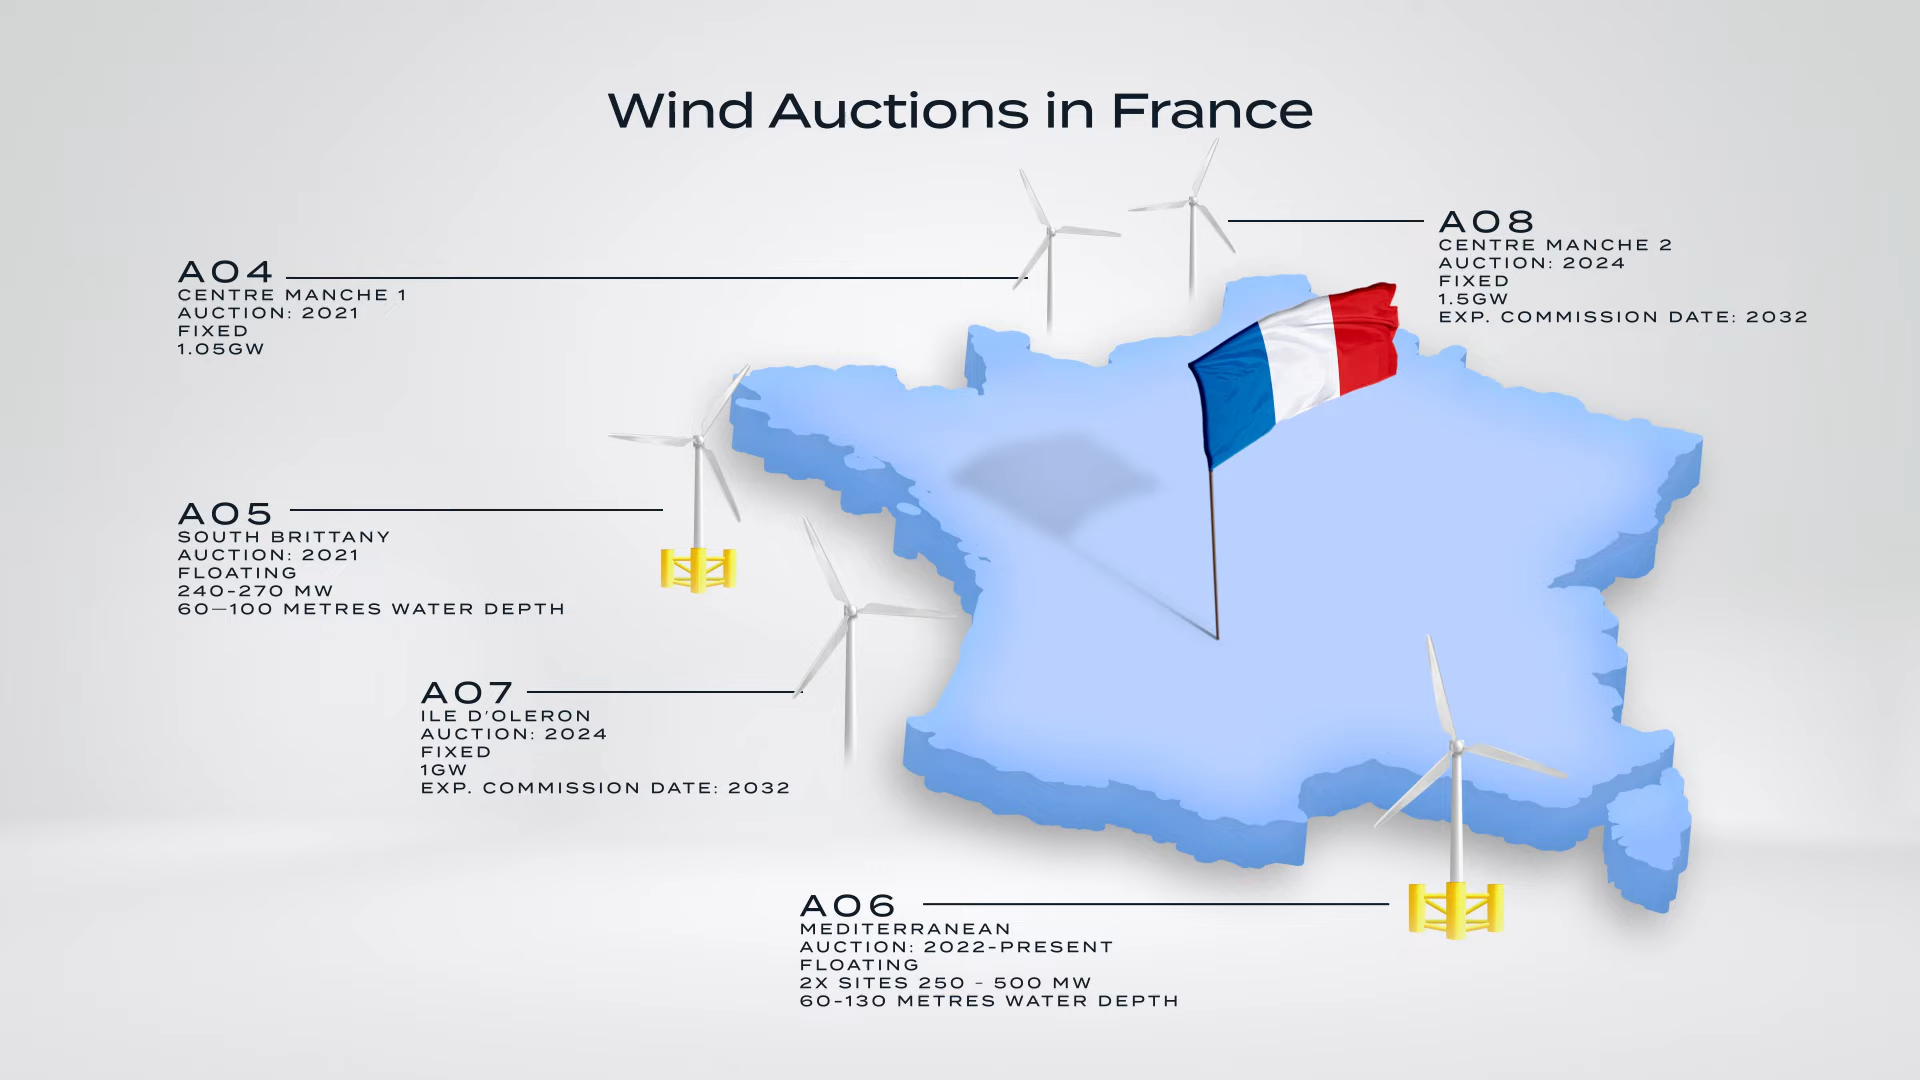 Wind Auctions in France
AO4
CENTRE MANCHE 1
AUCTION: 2021
FIXED
1.05GW
AO8
CENTRE MANCHE 2
AUCTION: 2024
FIXED
1.5GW
EXP. COMMISSION DATE: 2032
AO5
SOUTH BRITTANY
AUCTION: 2021
FLOATING
240-270 MW
60—100 METRES WATER DEPTH
AO7
ILE D'OLERON
AUCTION: 2024
FIXED
1GW
EXP. COMMISSION DATE: 2032
AO6
MEDITERRANEAN
AUCTION: 2022-PRESENT
FLOATING
2X SITES 250 - 500 MW
60-130 METRES WATER DEPTH